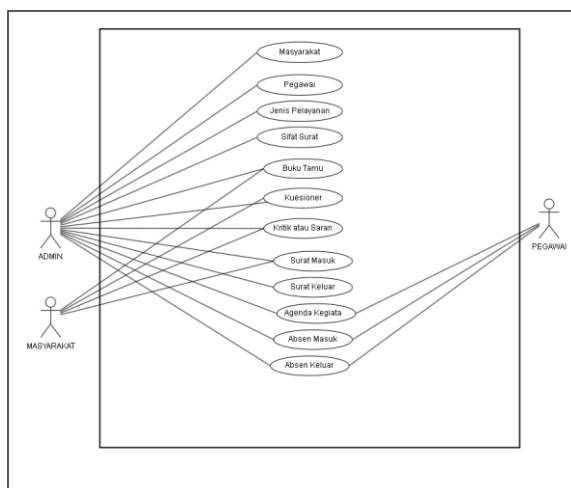 Masyarakat
Pegawai
Jenis Pelayanan
Sifat Surat
Buku Tamu
Kuesioner
Kritik atau Saran
Surat Masuk
Surat Keluar
Agenda Kegiata
Absen Masuk
Absen Keluar
ADMIN
MASYARAKAT
PEGAWAI